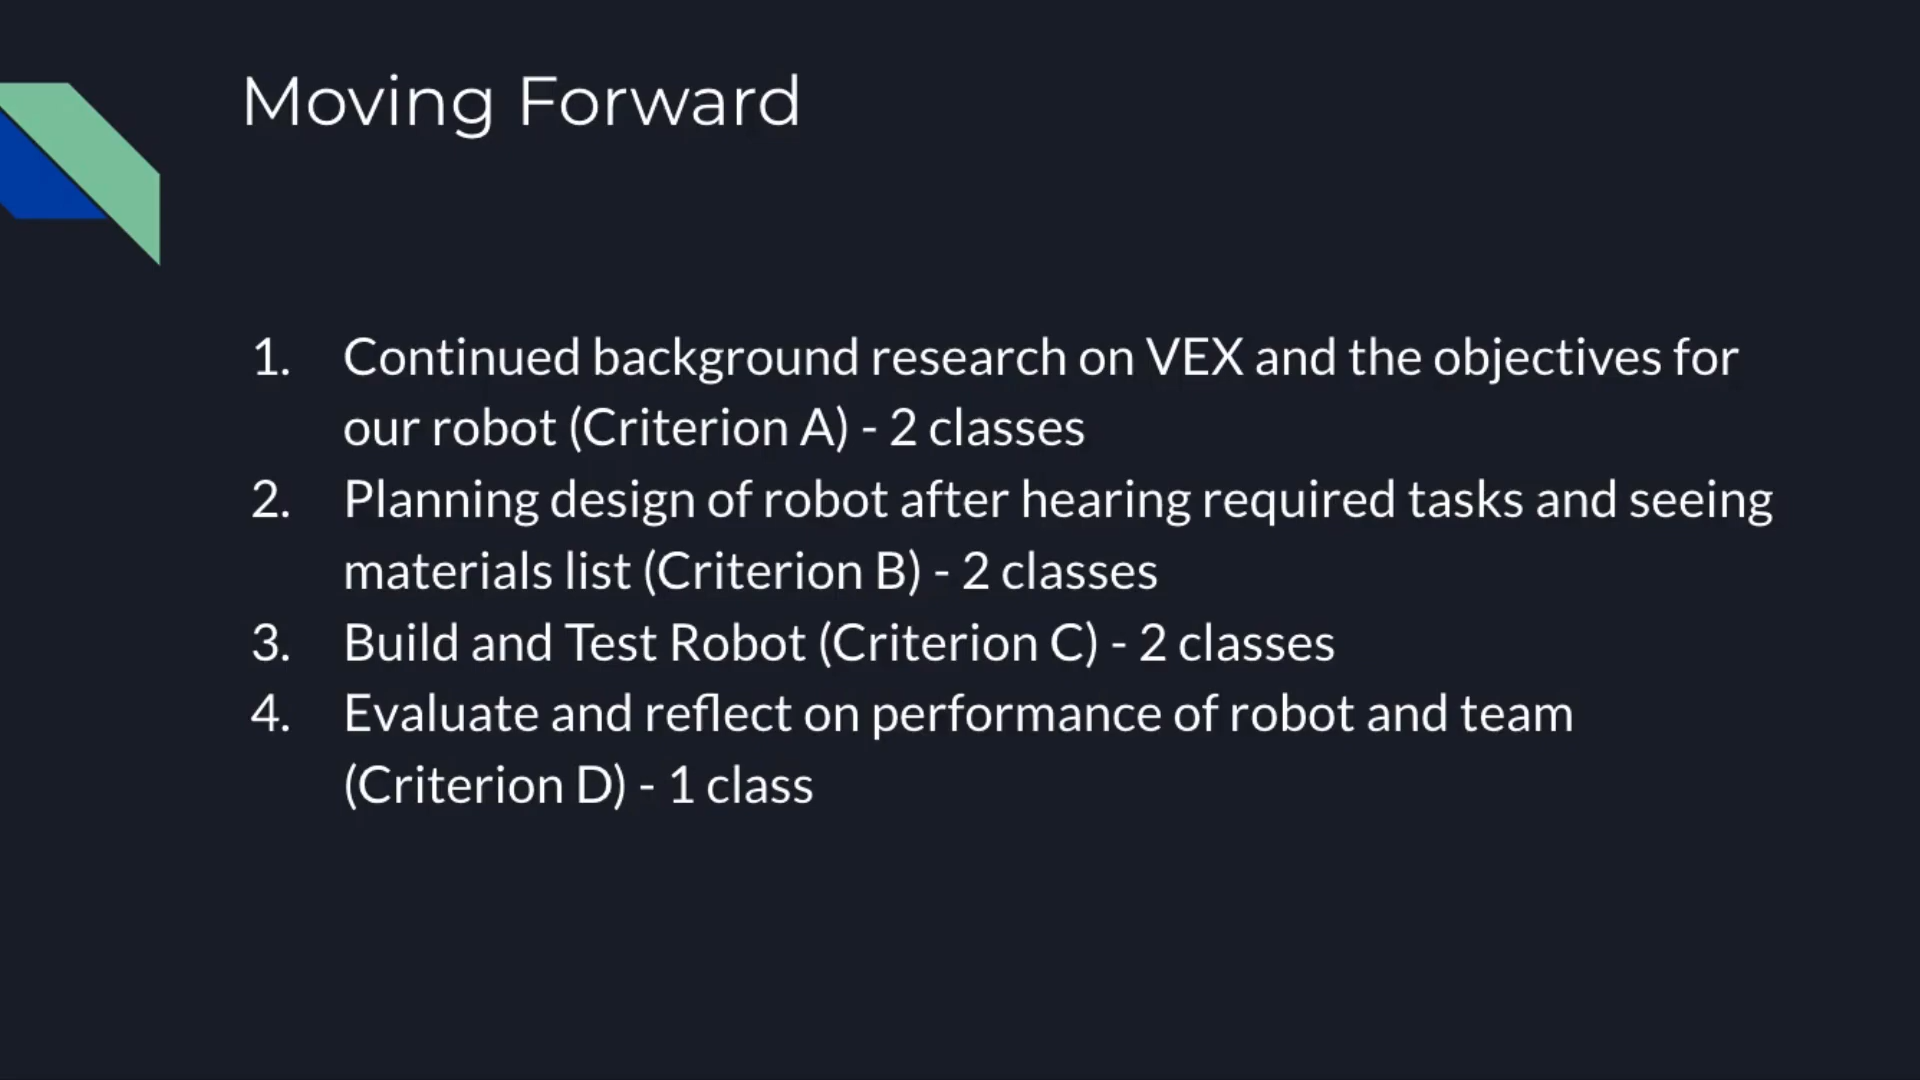 Moving Forward
1. Continued background research on VEX and the objectives for
our robot (Criterion A) - 2 classes
2. Planning design of robot after hearing required tasks and seeing
materials list (Criterion B) - 2 classes
3. Build and Test Robot (Criterion C) - 2 classes
4. Evaluate and reflect on performance of robot and team
(Criterion D) - 1 class